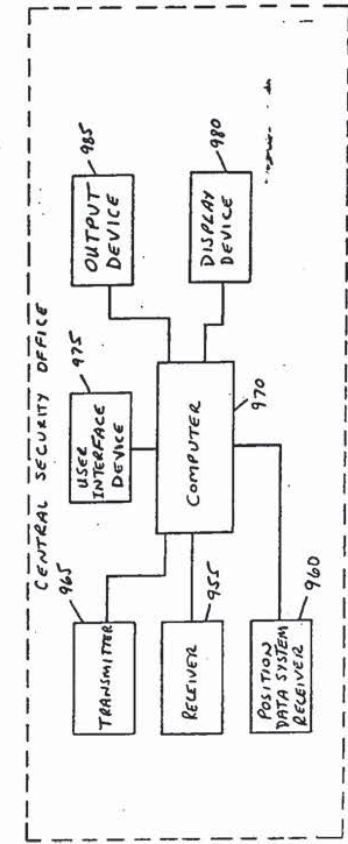 CENTRAL SECURITY OFFICE
965
TRANSMITTER
955
RECEIVER
960
POSITION
DATA SYSTEM
RECEIVER
975
USER
INTERFACE
DEVICE
COMPUTER
970
985
OUTPUT
DEVICE
980
DISPLAY
DEVICE